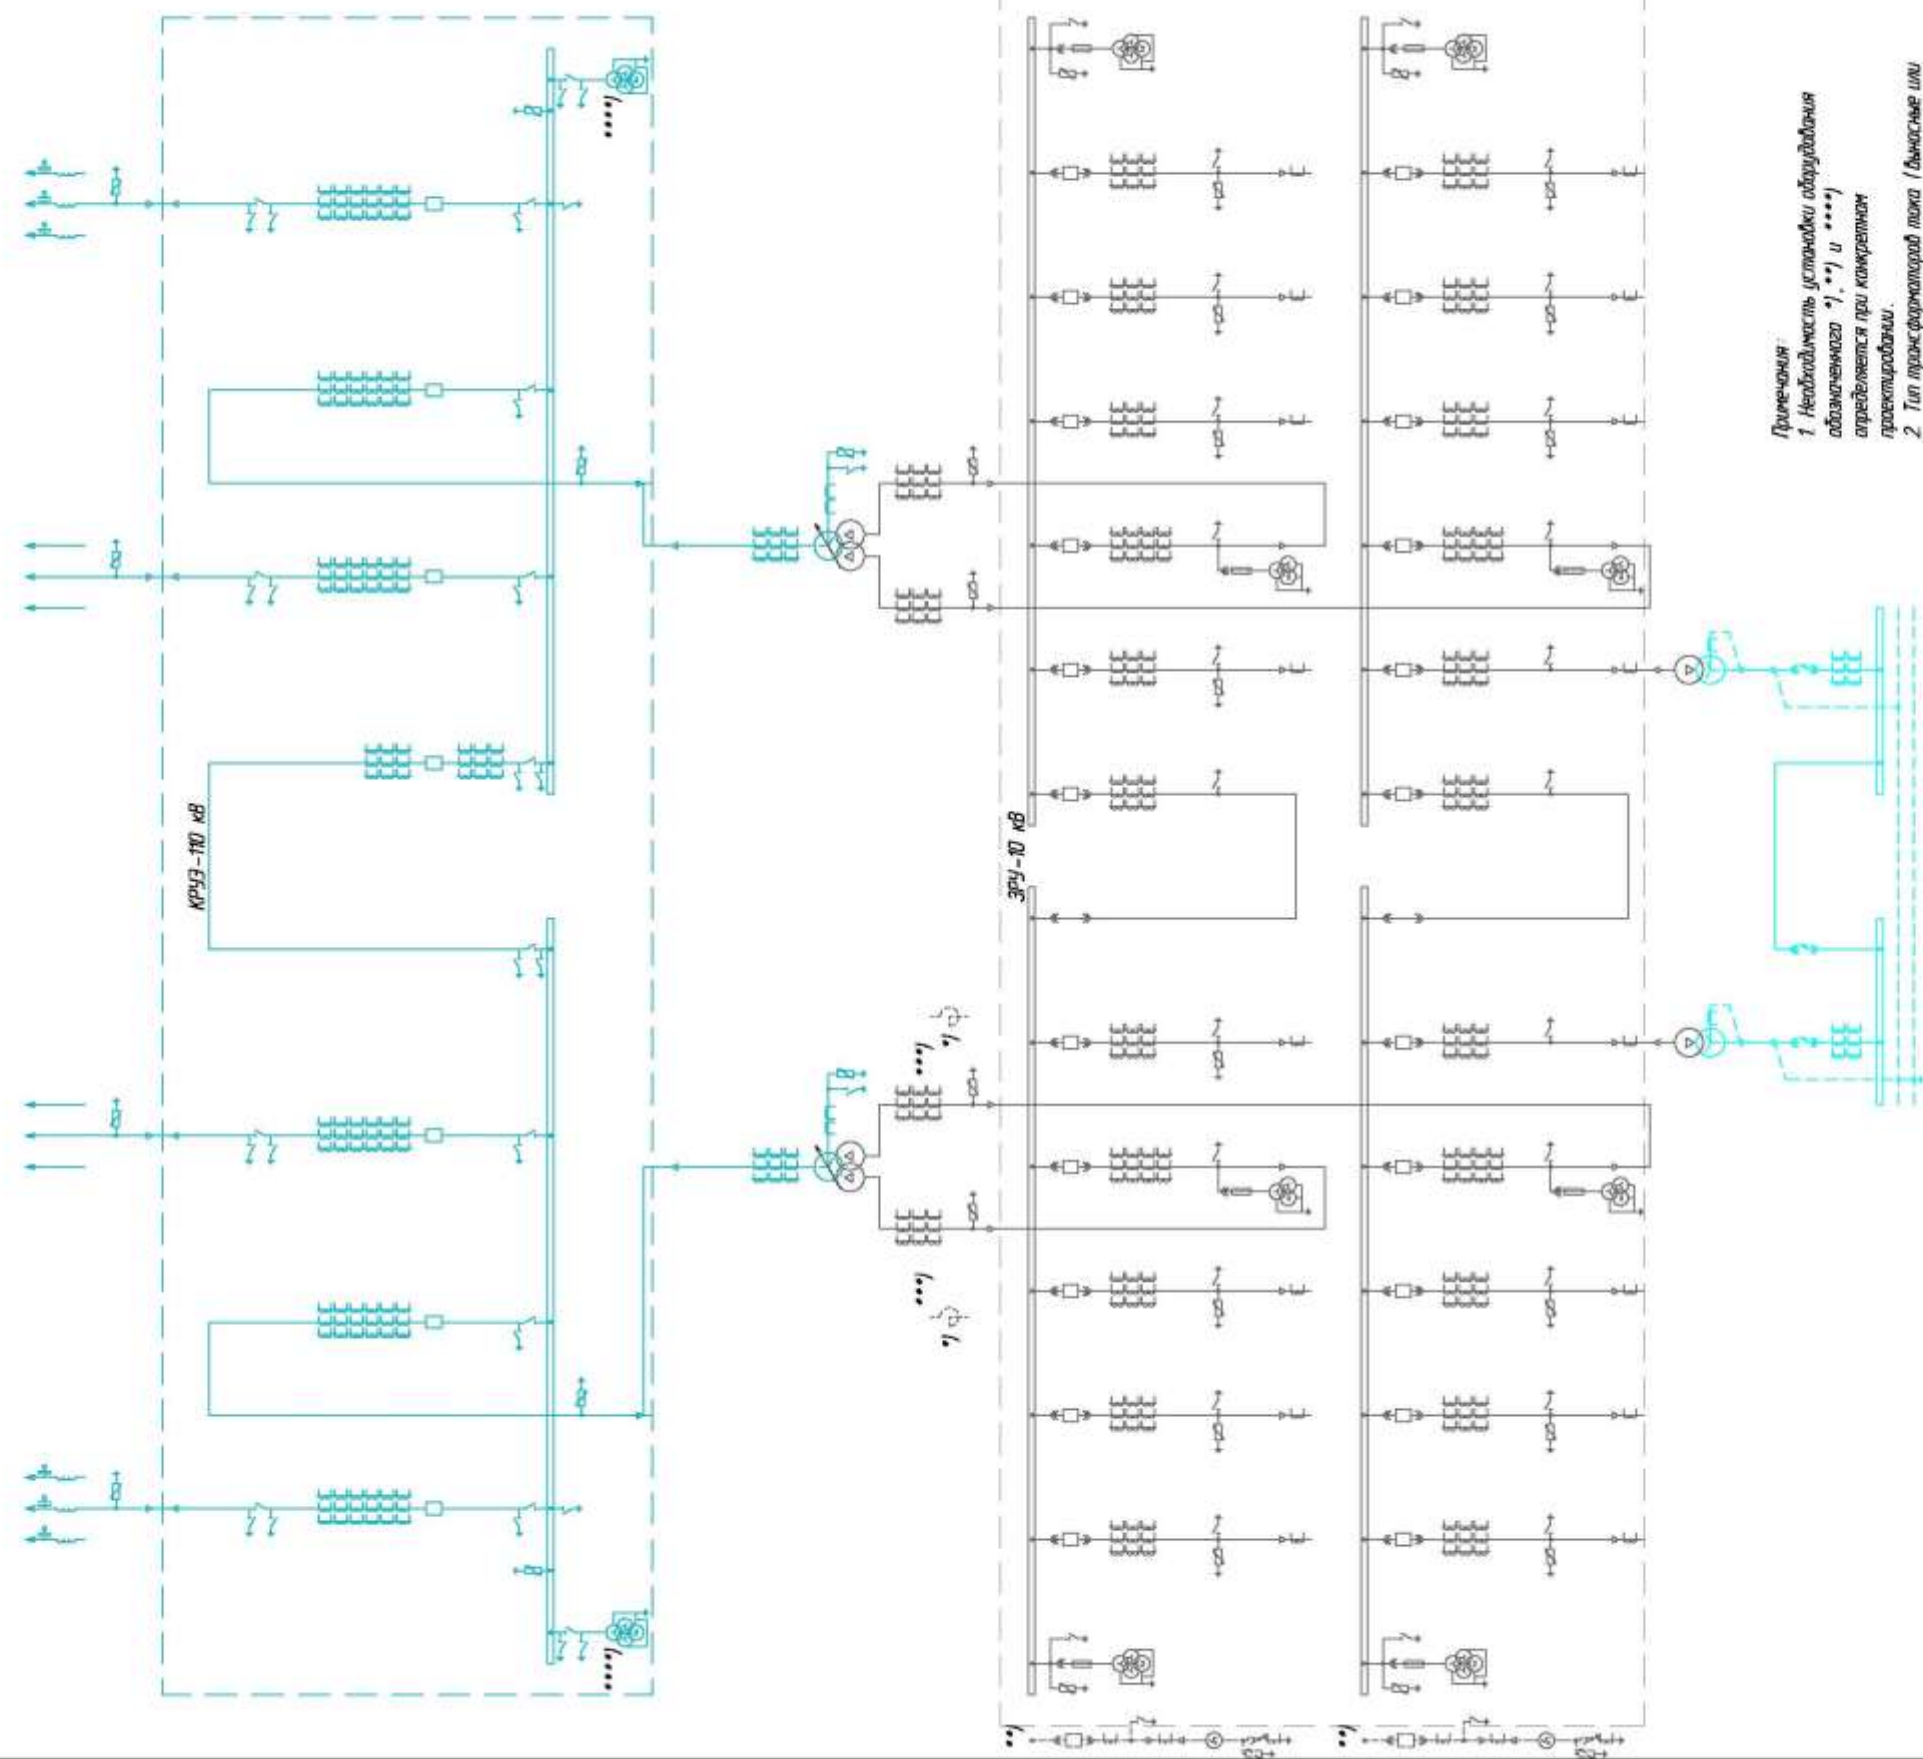 КРУЭ-110 кВ
ЗРУ-10 кВ
*****)
*****)
***)
*)
***)
*)
**)
**)
Примечания:
1. Необходимость установки оборудования
обозначенного *), **) и ****)
определяется при конкретном
проектировании.
2. Тип трансформаторов тока (выносные или